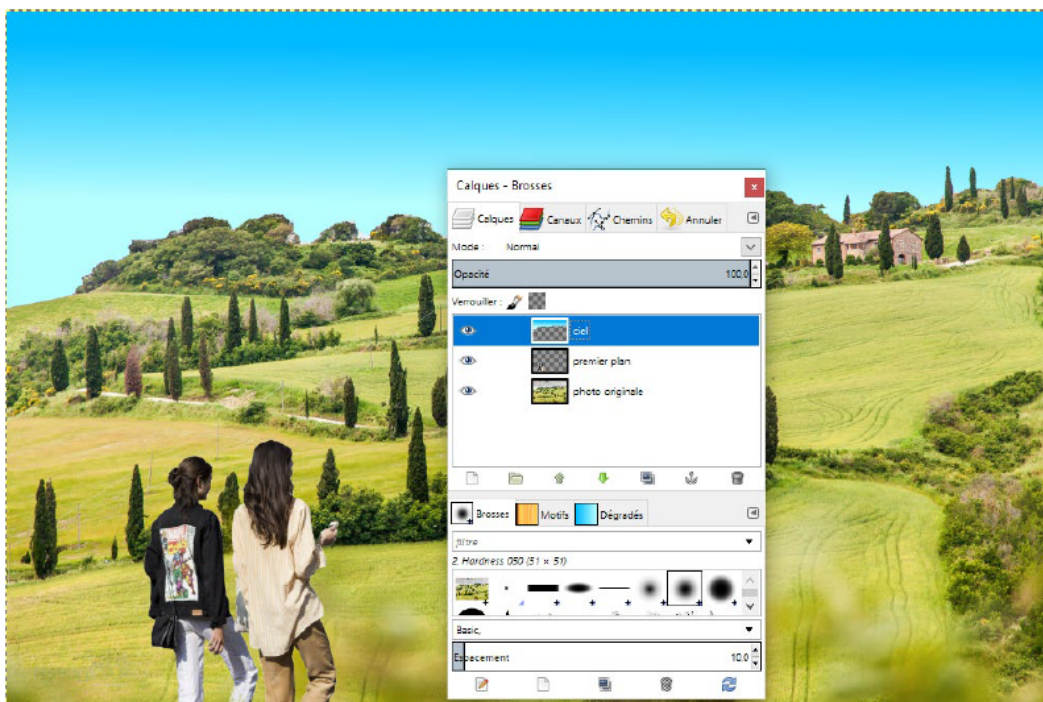 Calques - Brosses
Calques Canaux Chemins Annuler
Mode : Normal
Opacité 100,0
Verrouiller :
ciel
premier plan
photo originale
Brosses Motifs Dégradés
filtre
2. Hardness 050 (51 × 51)
Basic,
Espacement 10,0